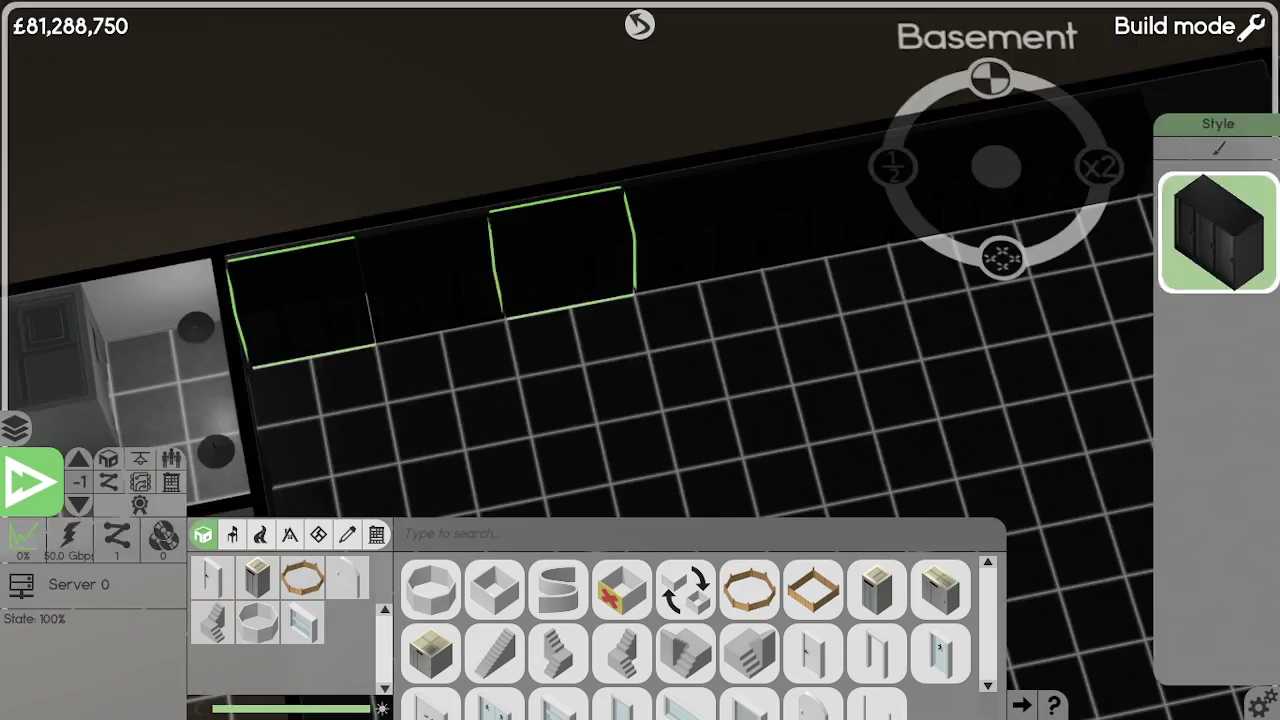 £81,288,750
Basement
Build mode
1/2
x2
Style
-1
0%
50.0 Gbps
1
0
Type to search...
Server 0
State: 100%
?